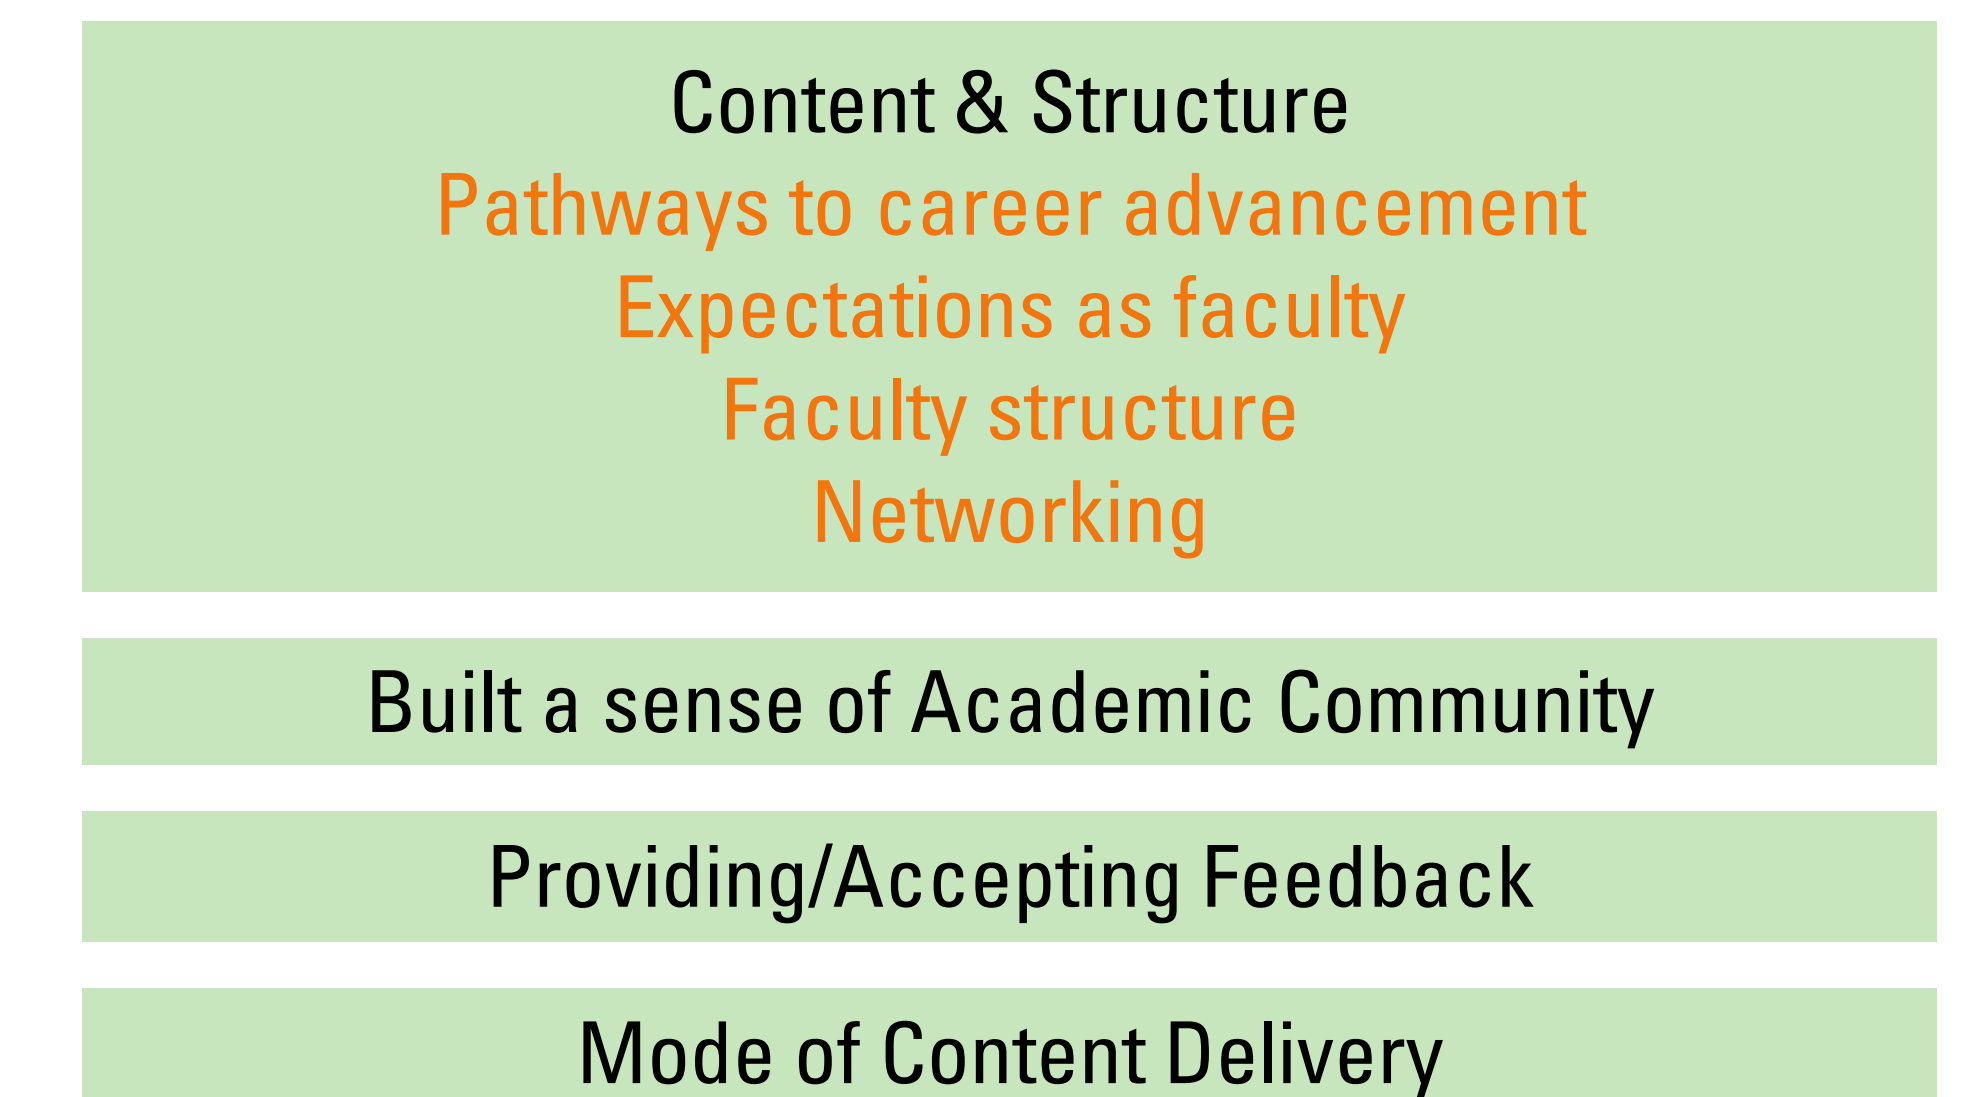 Content & Structure
Pathways to career advancement
Expectations as faculty
Faculty structure
Networking
Built a sense of Academic Community
Providing/Accepting Feedback
Mode of Content Delivery